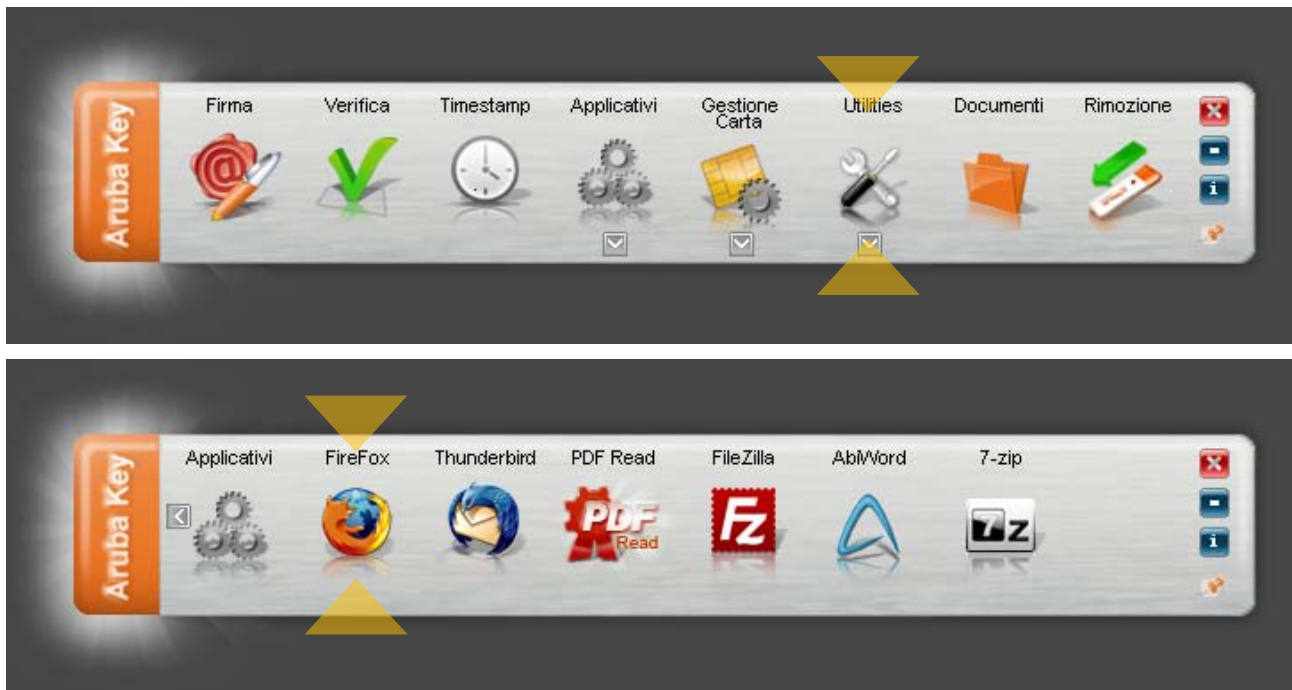 Aruba Key
Firma
Verifica
Timestamp
Applicativi
Gestione
Carta
Utilities
Documenti
Rimozione
Aruba Key
Applicativi
FireFox
Thunderbird
PDF Read
FileZilla
AbiWord
7-zip
PDF
Read
Fz
7z